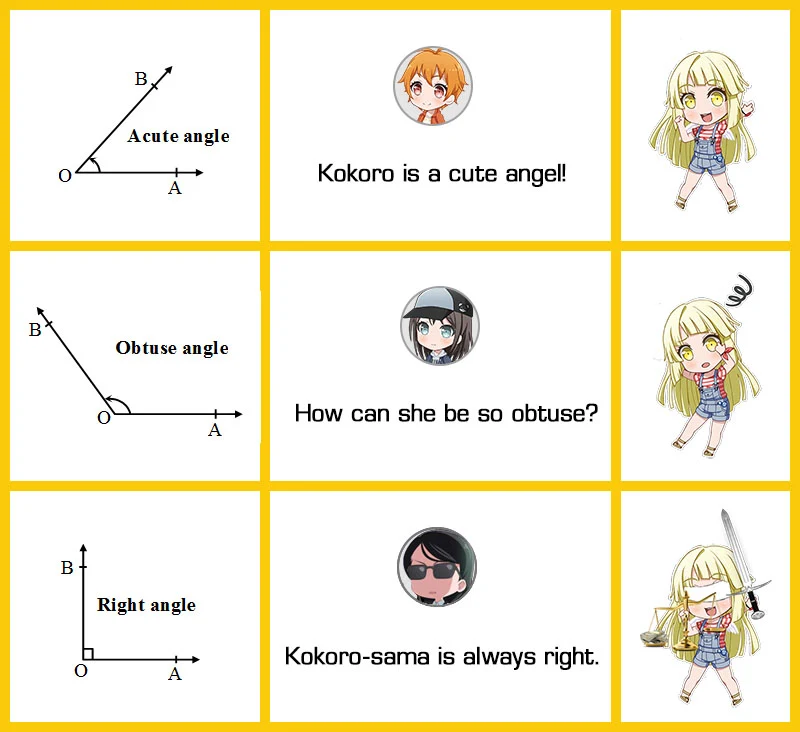 B
Acute angle
O
A
Kokoro is a cute angel!
B
Obtuse angle
O
A
How can she be so obtuse?
B
Right angle
O
A
Kokoro-sama is always right.